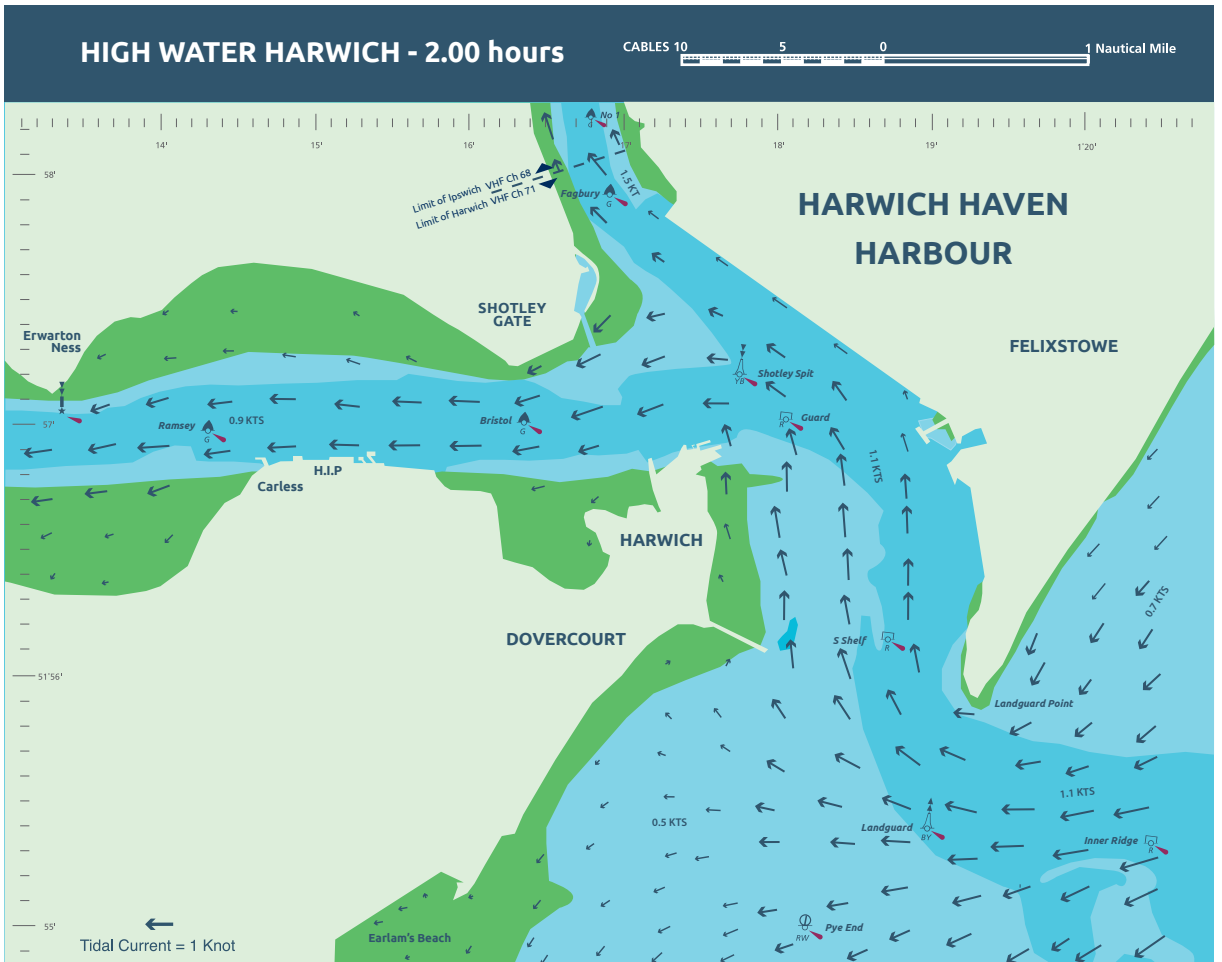 HIGH WATER HARWICH - 2.00 hours
CABLES 10 5 0 1 Nautical Mile
No 1
G
14' 15' 16' 17' 18' 19' 1'20'
58'
Limit of Ipswich VHF Ch 68
Limit of Harwich VHF Ch 71
Fagbury
G
1.5 KT
HARWICH HAVEN
HARBOUR
SHOTLEY
GATE
Erwarton
Ness
FELIXSTOWE
Shotley Spit
YB
57'
Ramsey
G
0.9 KTS
Bristol
G
Guard
R
1.1 KTS
H.I.P
Carless
HARWICH
0.7 KTS
DOVERCOURT
S Shelf
R
51'56'
Landguard Point
1.1 KTS
0.5 KTS
Landguard
BY
Inner Ridge
R
55'
Pye End
RW
Earlam's Beach
Tidal Current = 1 Knot